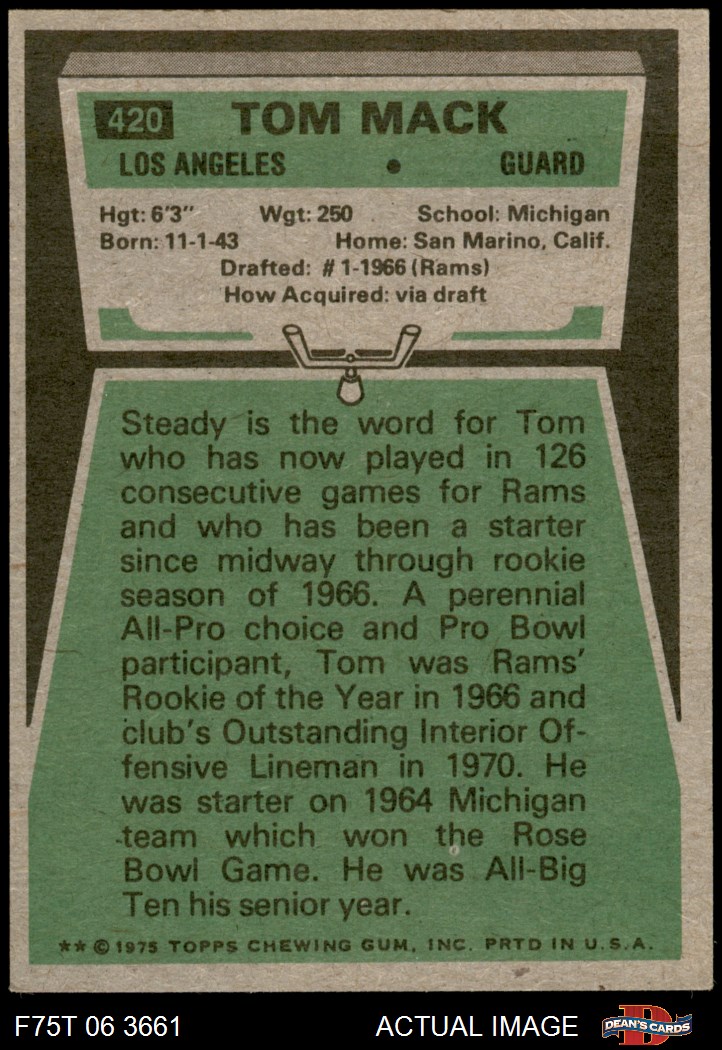 420 TOM MACK
LOS ANGELES • GUARD
Hgt: 6'3" Wgt: 250 School: Michigan
Born: 11-1-43 Home: San Marino, Calif.
Drafted: # 1-1966 (Rams)
How Acquired: via draft
Steady is the word for Tom
who has now played in 126
consecutive games for Rams
and who has been a starter
since midway through rookie
season of 1966. A perennial
All-Pro choice and Pro Bowl
participant, Tom was Rams'
Rookie of the Year in 1966 and
club's Outstanding Interior Of-
fensive Lineman in 1970. He
was starter on 1964 Michigan
team which won the Rose
Bowl Game. He was All-Big
Ten his senior year.
** © 1975 TOPPS CHEWING GUM, INC. PRTD IN U.S.A.
F75T 06 3661 ACTUAL IMAGE D DEAN'S CARDS